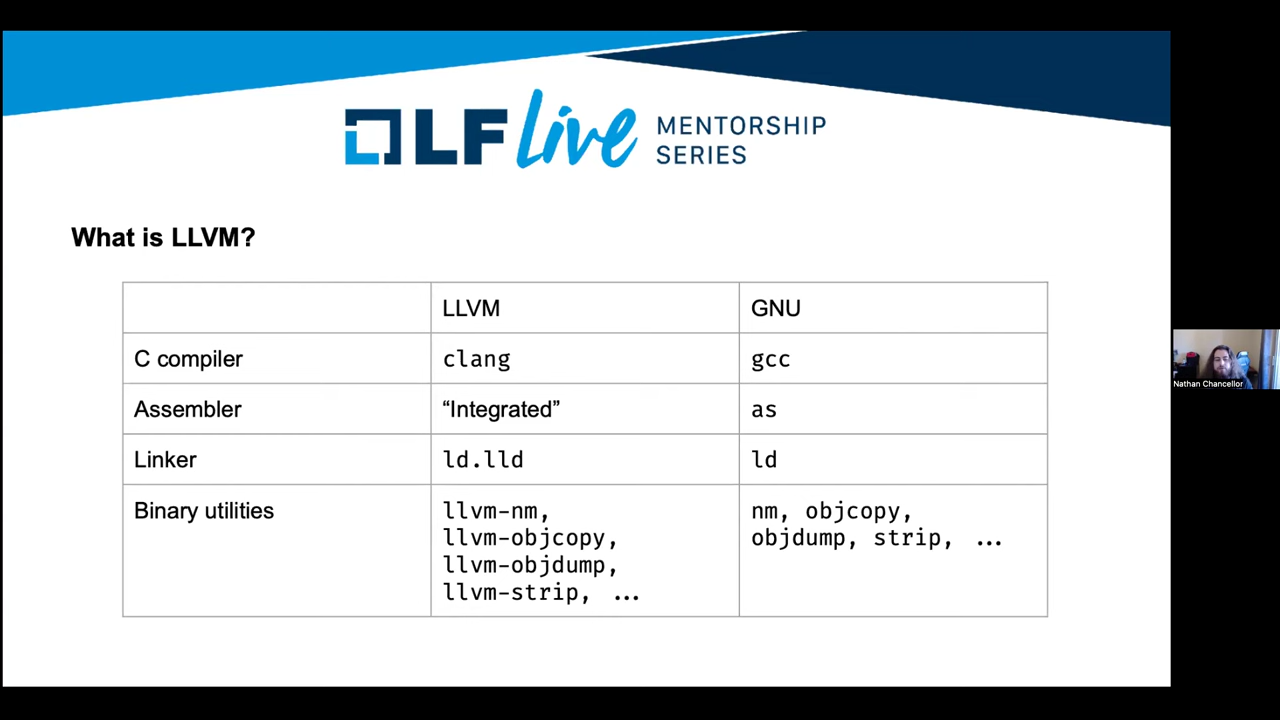 LF Live MENTORSHIP
SERIES
What is LLVM?
LLVM GNU
C compiler clang gcc
Assembler “Integrated” as
Linker ld.lld ld
Binary utilities llvm-nm, nm, objcopy,
llvm-objcopy, objdump, strip, ...
llvm-objdump,
llvm-strip, ...
Nathan Chancellor